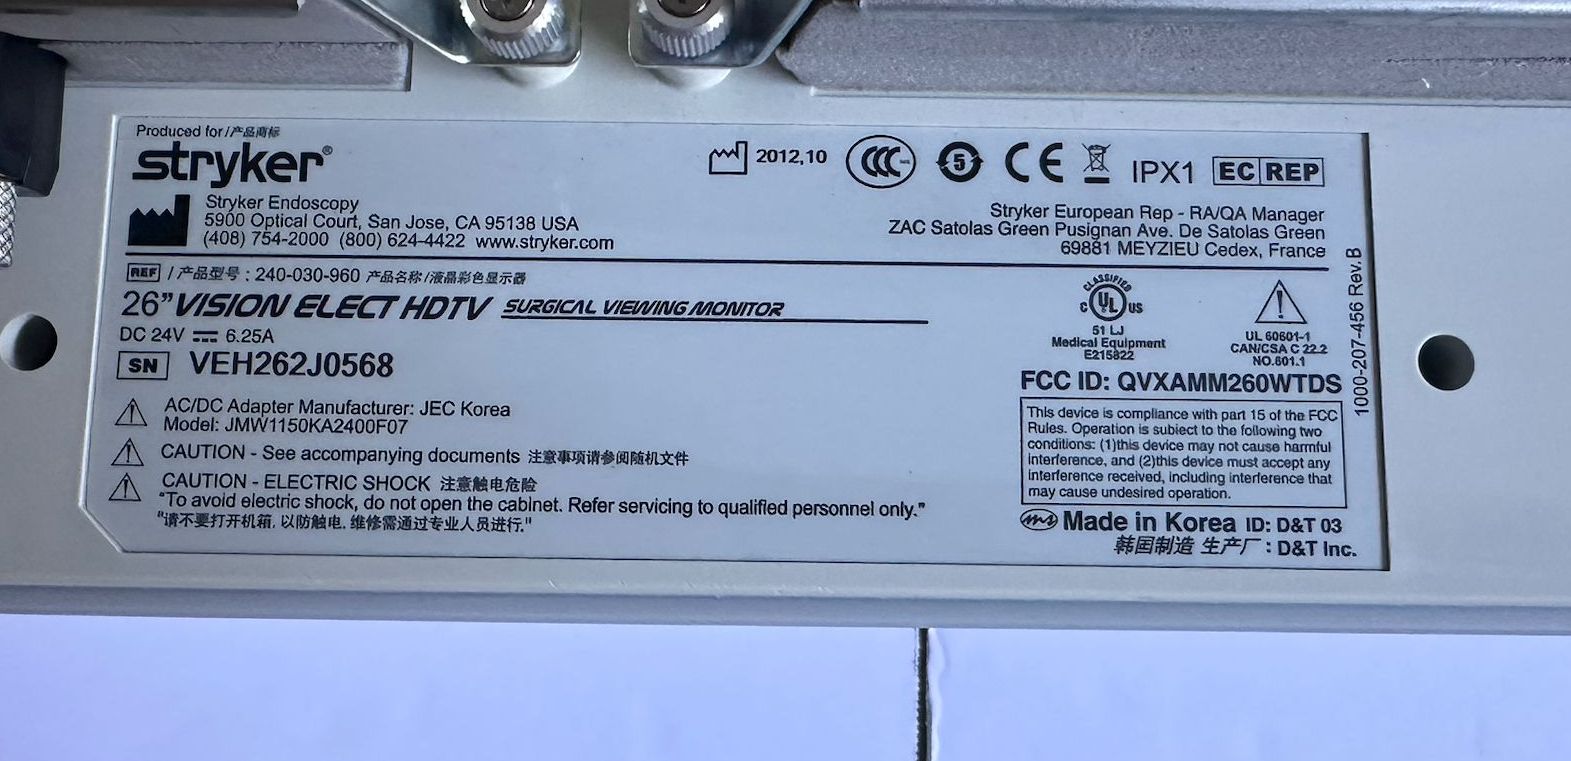 Produced for/产品商标
stryker®
Stryker Endoscopy
5900 Optical Court, San Jose, CA 95138 USA
(408) 754-2000 (800) 624-4422 www.stryker.com
2012,10
CCC
5
CE
IPX1
EC REP
Stryker European Rep - RA/QA Manager
ZAC Satolas Green Pusignan Ave. De Satolas Green
69881 MEYZIEU Cedex, France
REF / 产品型号 : 240-030-960 产品名称/液晶彩色显示器
26” VISION ELECT HDTV SURGICAL VIEWING MONITOR
DC 24V 6.25A
SN VEH262J0568
AC/DC Adapter Manufacturer: JEC Korea
Model: JMW1150KA2400F07
CAUTION - See accompanying documents 注意事项请参阅随机文件
CAUTION - ELECTRIC SHOCK 注意触电危险
“To avoid electric shock, do not open the cabinet. Refer servicing to qualified personnel only.”
"请不要打开机箱, 以防触电, 维修需通过专业人员进行."
CLASSIFIED
C UL US
51 LJ
Medical Equipment
E215822
UL 60601-1
CAN/CSA C 22.2
NO.601.1
FCC ID: QVXAMM260WTDS
This device is compliance with part 15 of the FCC
Rules. Operation is subject to the following two
conditions: (1)this device may not cause harmful
interference, and (2)this device must accept any
interference received, including interference that
may cause undesired operation.
Made in Korea ID: D&T 03
韩国制造 生产厂 : D&T Inc.
1000-207-456 Rev.B